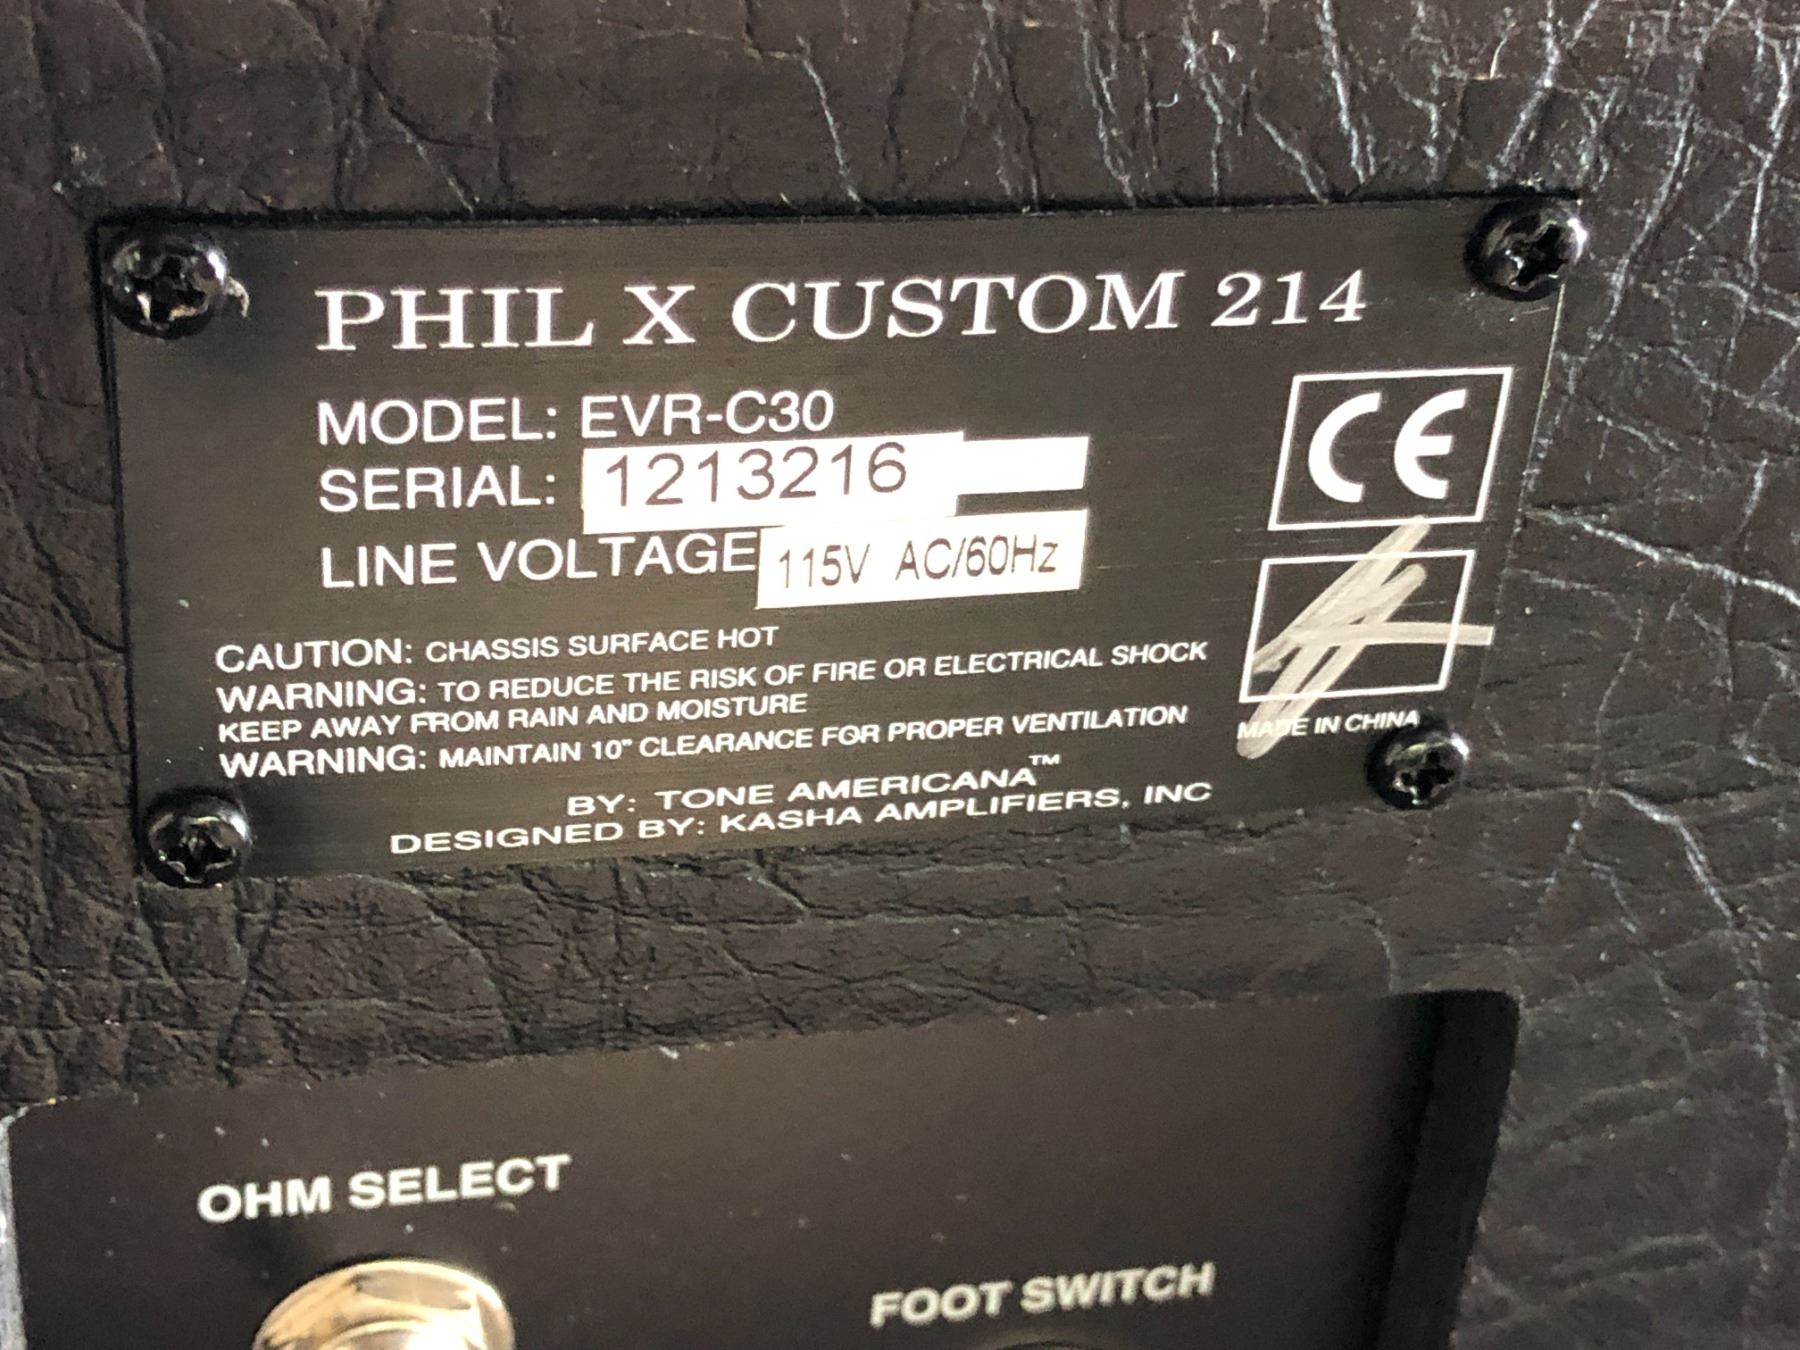 PHIL X CUSTOM 214
MODEL: EVR-C30
SERIAL: 1213216
LINE VOLTAGE 115V AC/60Hz
CE
CAUTION: CHASSIS SURFACE HOT
WARNING: TO REDUCE THE RISK OF FIRE OR ELECTRICAL SHOCK
KEEP AWAY FROM RAIN AND MOISTURE
WARNING: MAINTAIN 10" CLEARANCE FOR PROPER VENTILATION
MADE IN CHINA
BY: TONE AMERICANA™
DESIGNED BY: KASHA AMPLIFIERS, INC
OHM SELECT
FOOT SWITCH